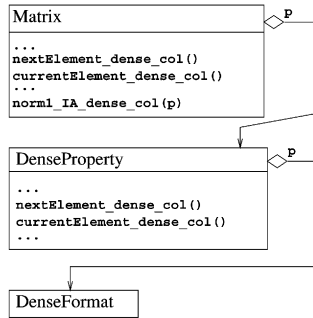 Matrix
p
...
nextElement_dense_col()
currentElement_dense_col()
...
norm1_IA_dense_col(p)
DenseProperty
p
...
nextElement_dense_col()
currentElement_dense_col()
...
DenseFormat